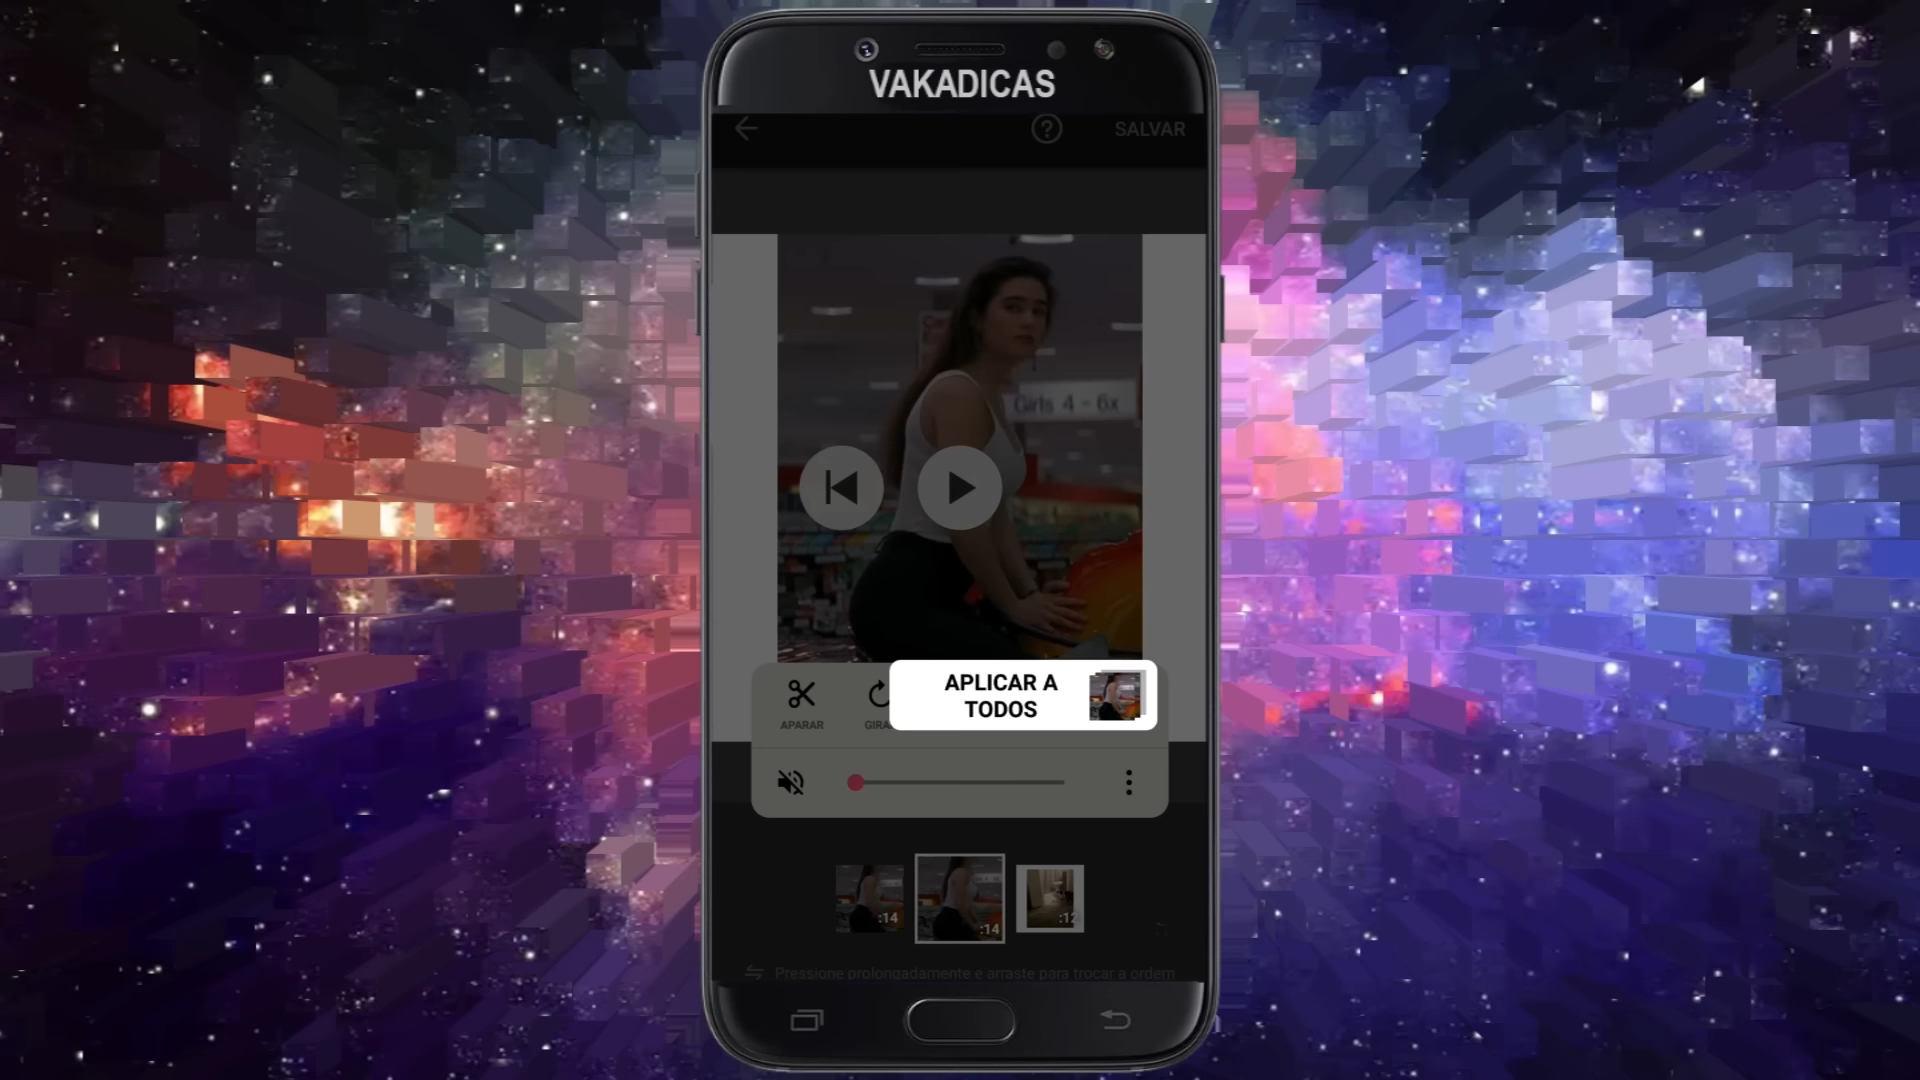 VAKADICAS
SALVAR
Girls 4 - 6x
APLICAR A
TODOS
APARAR
:14
:14
:12
Pressione prolongadamente e arraste para trocar a ordem